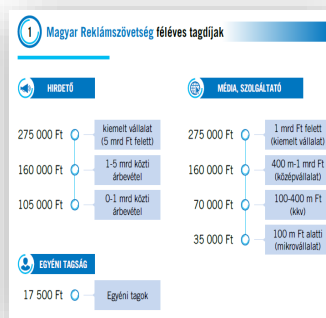 1 Magyar Reklámszövetség féléves tagdíjak
HIRDETŐ
275 000 Ft
kiemelt vállalat
(5 mrd Ft felett)
160 000 Ft
1-5 mrd közti
árbevétel
105 000 Ft
0-1 mrd közti
árbevétel
EGYÉNI TAGSÁG
17 500 Ft
Egyéni tagok
MÉDIA, SZOLGÁLTATÓ
275 000 Ft
1 mrd Ft felett
(kiemelt vállalat)
160 000 Ft
400 m-1 mrd Ft
(középvállalat)
70 000 Ft
100-400 m Ft
(kkv)
35 000 Ft
100 m Ft alatti
(mikrovállalat)